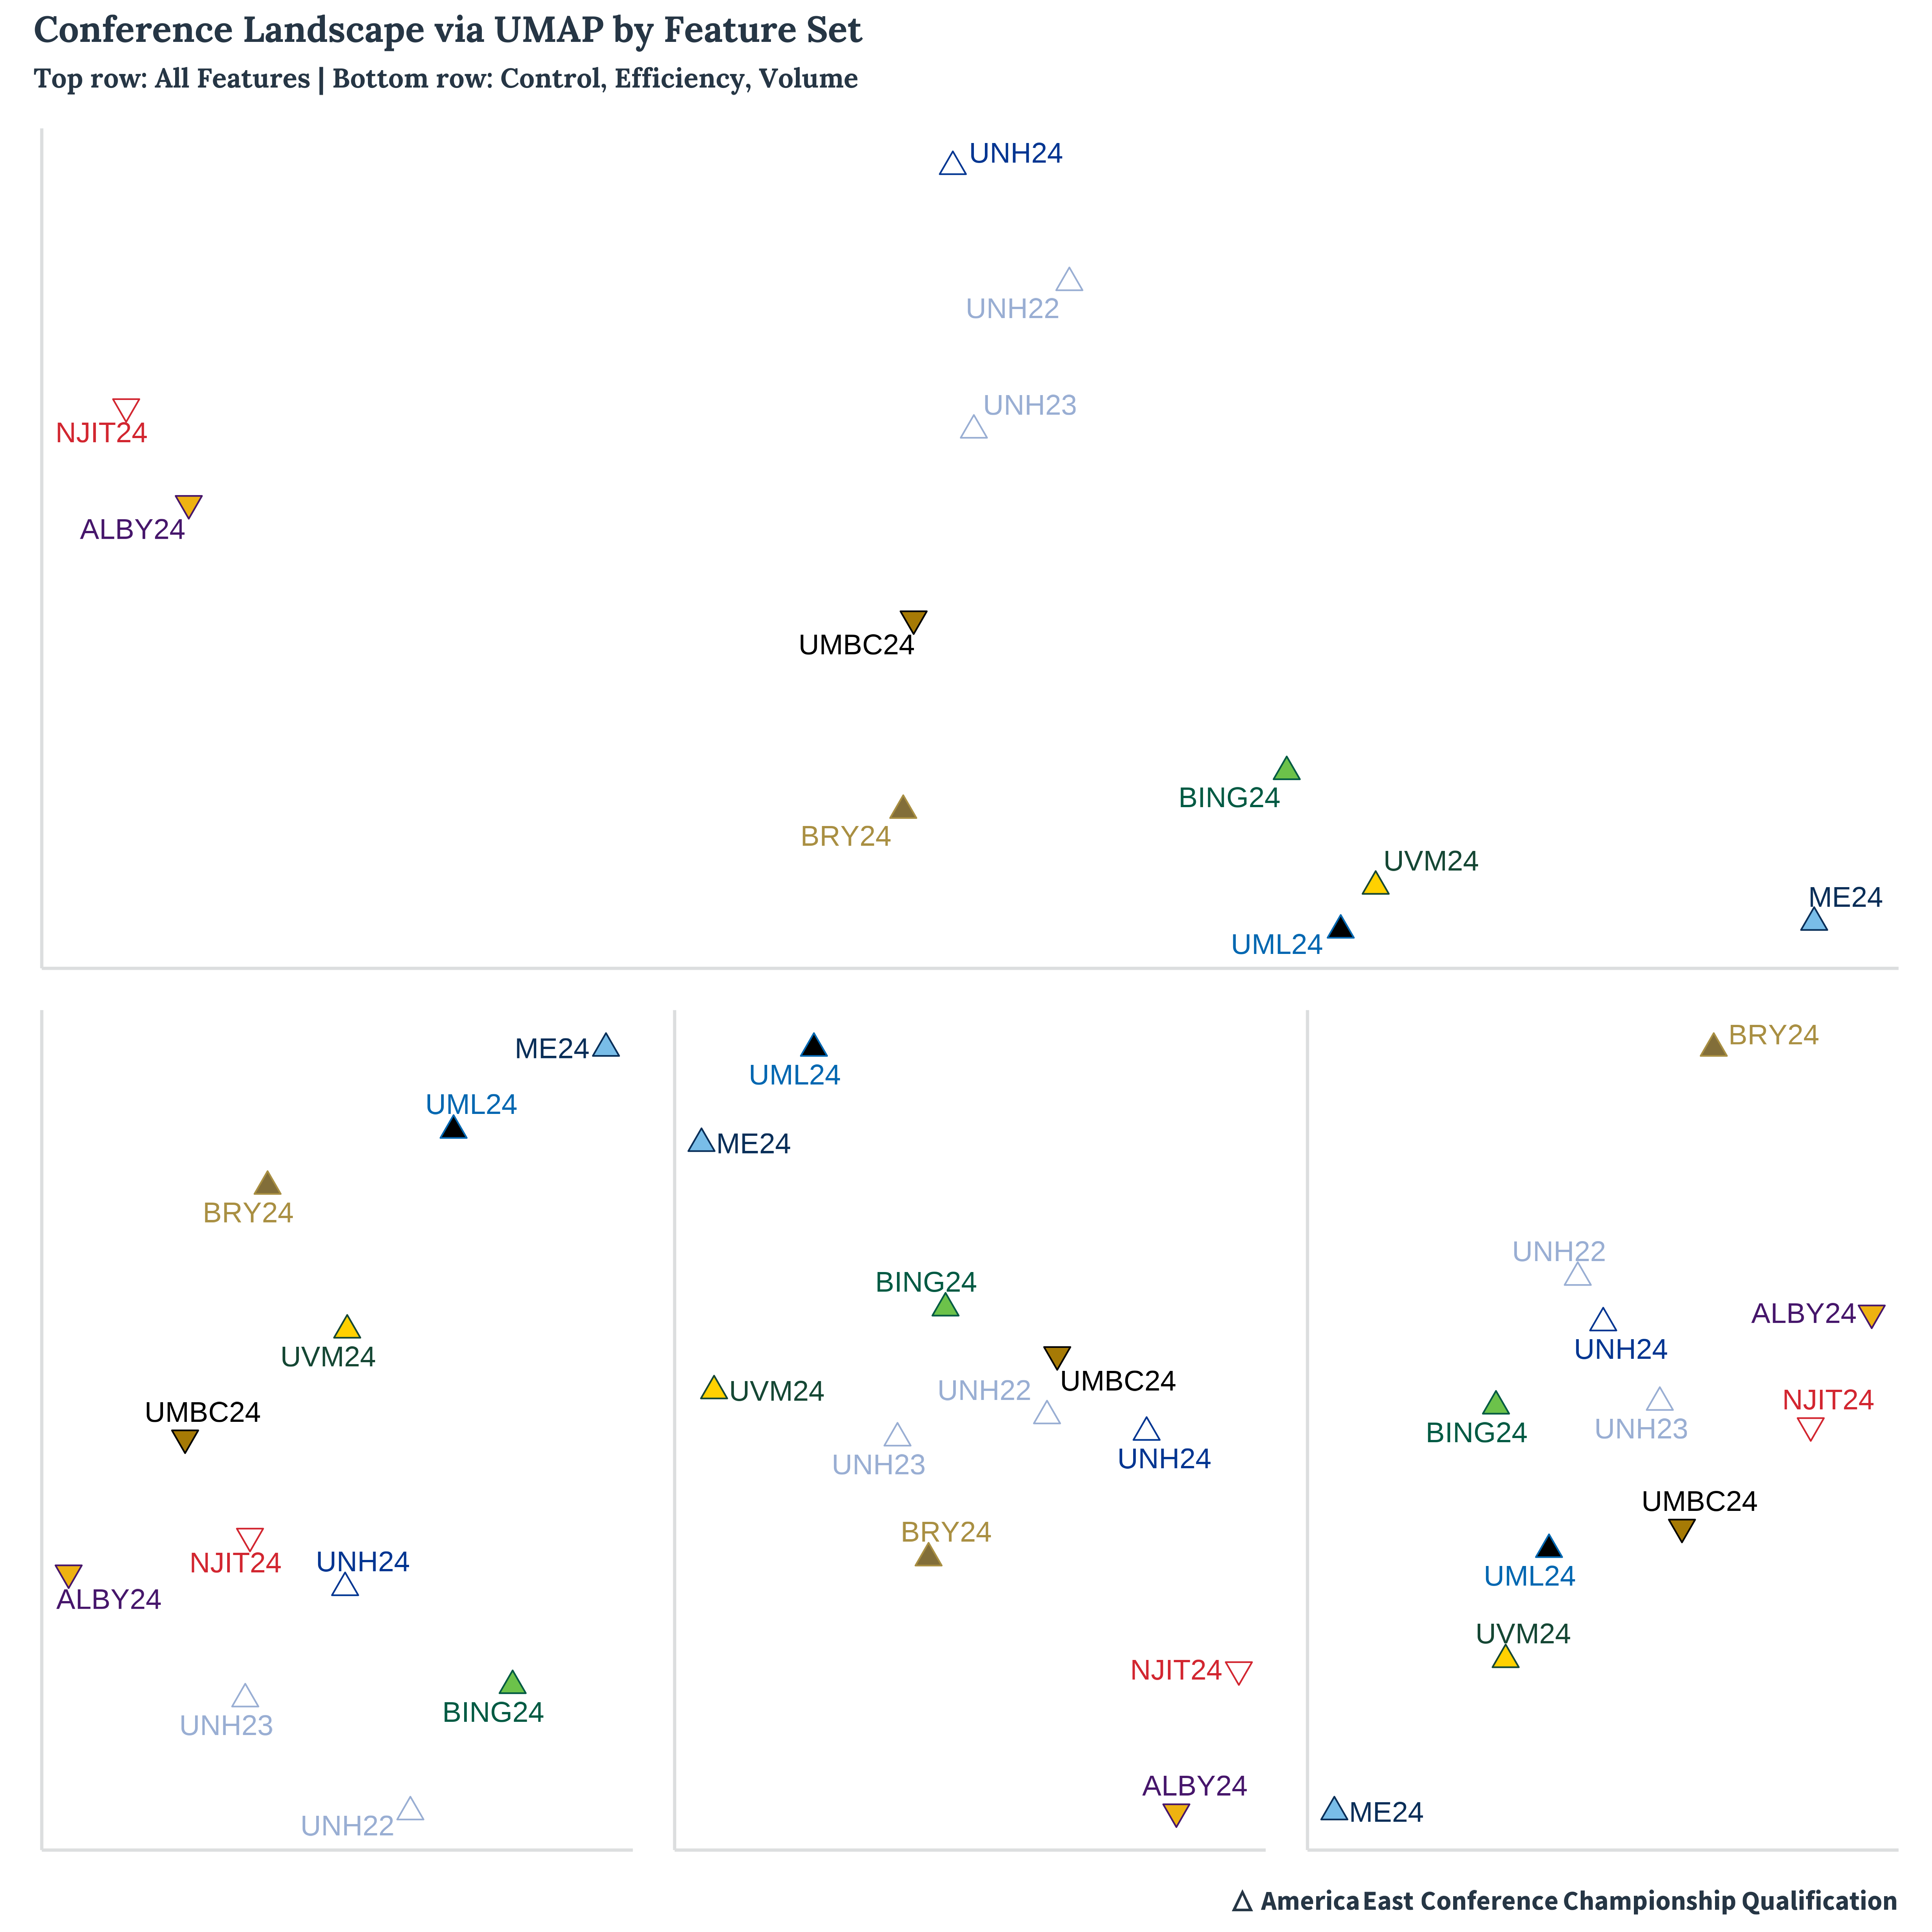 Conference Landscape via UMAP by Feature Set
Top row: All Features | Bottom row: Control, Efficiency, Volume
UNH24
UNH22
UNH23
NJIT24
ALBY24
UMBC24
BING24
BRY24
UVM24
ME24
UML24
ME24
UML24
BRY24
UVM24
UMBC24
NJIT24
UNH24
ALBY24
BING24
UNH23
UNH22
UML24
ME24
BING24
UMBC24
UVM24
UNH22
UNH24
UNH23
BRY24
NJIT24
ALBY24
BRY24
UNH22
ALBY24
UNH24
NJIT24
UNH23
BING24
UMBC24
UML24
UVM24
ME24
America East Conference Championship Qualification